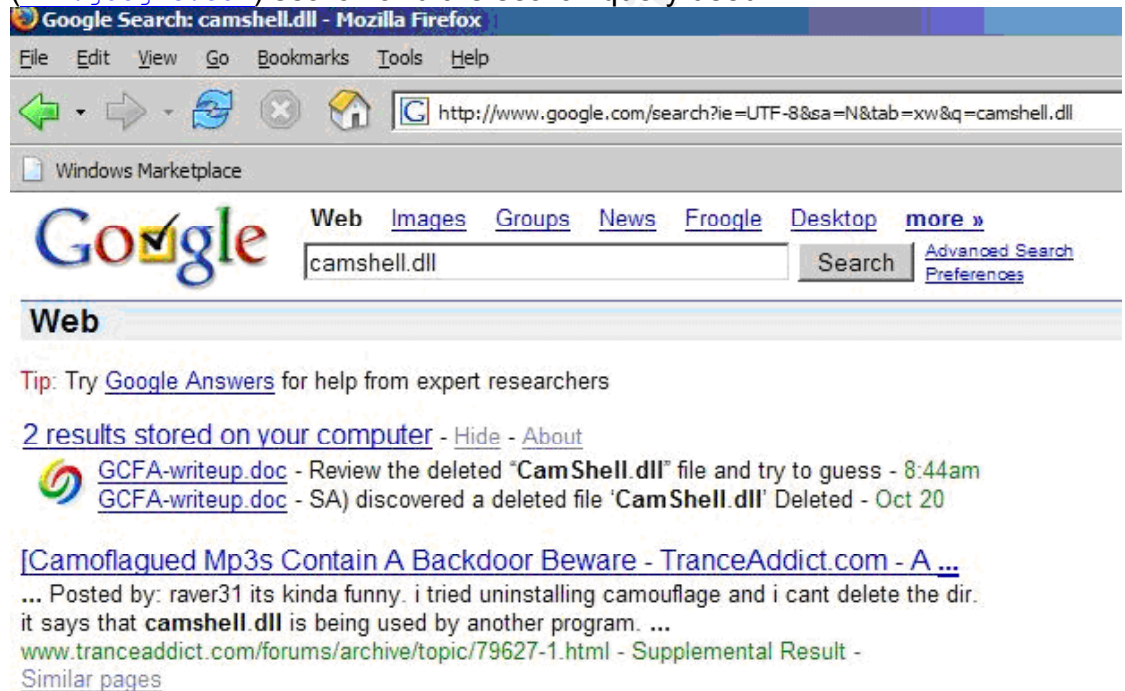 Google Search: camshell.dll - Mozilla Firefox
File Edit View Go Bookmarks Tools Help
http://www.google.com/search?ie=UTF-8&sa=N&tab=xw&q=camshell.dll
Windows Marketplace
Google Web Images Groups News Froogle Desktop more »
camshell.dll Search Advanced Search
Preferences
Web
Tip: Try Google Answers for help from expert researchers
2 results stored on your computer - Hide - About
GCFA-writeup.doc - Review the deleted “CamShell.dll” file and try to guess - 8:44am
GCFA-writeup.doc - SA) discovered a deleted file ‘CamShell.dll’ Deleted - Oct 20
[Camoflagued Mp3s Contain A Backdoor Beware - TranceAddict.com - A ...
... Posted by: raver31 its kinda funny. i tried uninstalling camouflage and i cant delete the dir.
it says that camshell.dll is being used by another program. ...
www.tranceaddict.com/forums/archive/topic/79627-1.html - Supplemental Result -
Similar pages